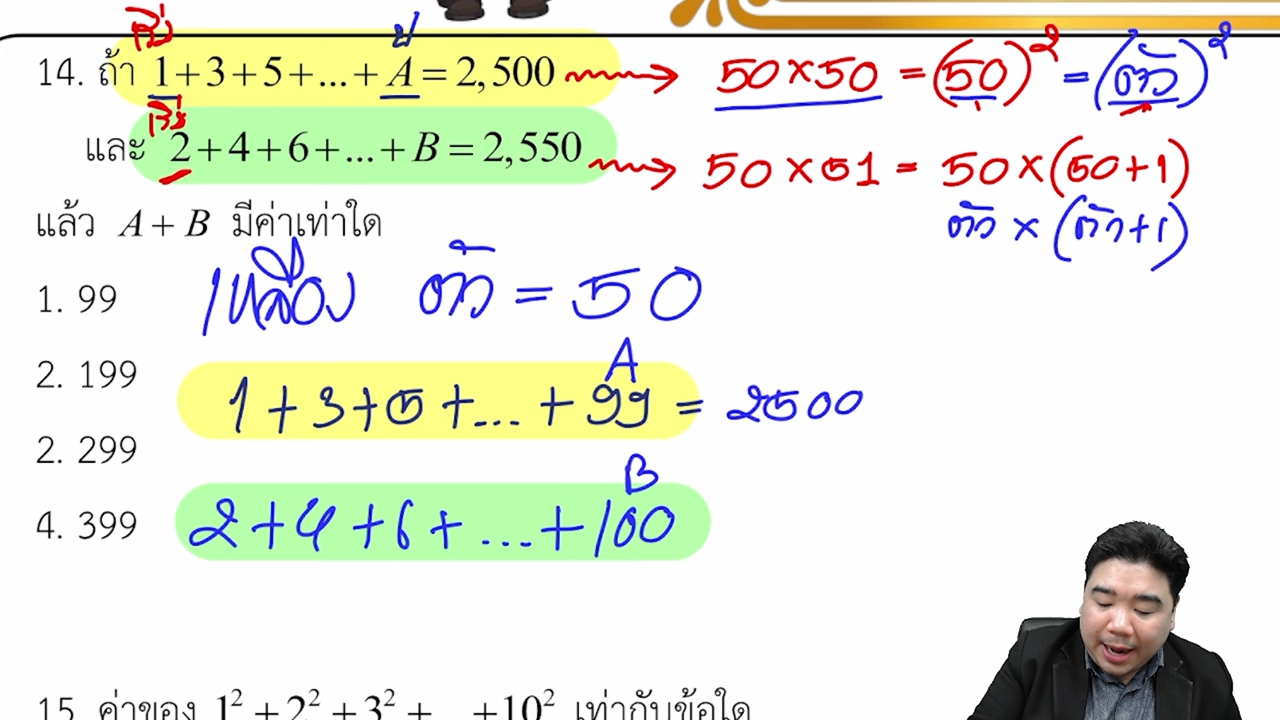 เริ่ม ป
14. ถ้า 1+3+5+...+A=2,500 → 50×50 = (50)² = (ตัว)²
และ 2+4+6+...+B=2,550 → 50×51 = 50×(50+1)
ตัว × (ตัว+1)
แล้ว A+B มีค่าเท่าใด
1. 99
เหลือง ตัว = 50
2. 199
A
1+3+5+...+99 = 2500
2. 299
B
4. 399
2+4+6+...+100
15. ค่าของ 1²+2²+3²+...+10² เท่ากับข้อใด